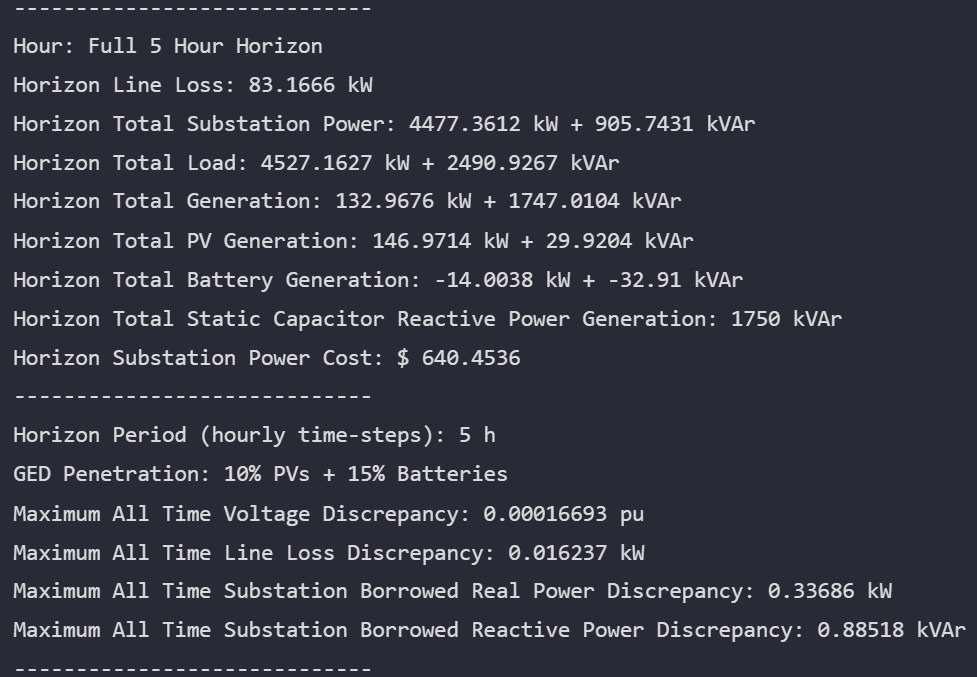 -----------------------------
Hour: Full 5 Hour Horizon
Horizon Line Loss: 83.1666 kW
Horizon Total Substation Power: 4477.3612 kW + 905.7431 kVAr
Horizon Total Load: 4527.1627 kW + 2490.9267 kVAr
Horizon Total Generation: 132.9676 kW + 1747.0104 kVAr
Horizon Total PV Generation: 146.9714 kW + 29.9204 kVAr
Horizon Total Battery Generation: -14.0038 kW + -32.91 kVAr
Horizon Total Static Capacitor Reactive Power Generation: 1750 kVAr
Horizon Substation Power Cost: $ 640.4536
-----------------------------
Horizon Period (hourly time-steps): 5 h
GED Penetration: 10% PVs + 15% Batteries
Maximum All Time Voltage Discrepancy: 0.00016693 pu
Maximum All Time Line Loss Discrepancy: 0.016237 kW
Maximum All Time Substation Borrowed Real Power Discrepancy: 0.33686 kW
Maximum All Time Substation Borrowed Reactive Power Discrepancy: 0.88518 kVAr
-----------------------------